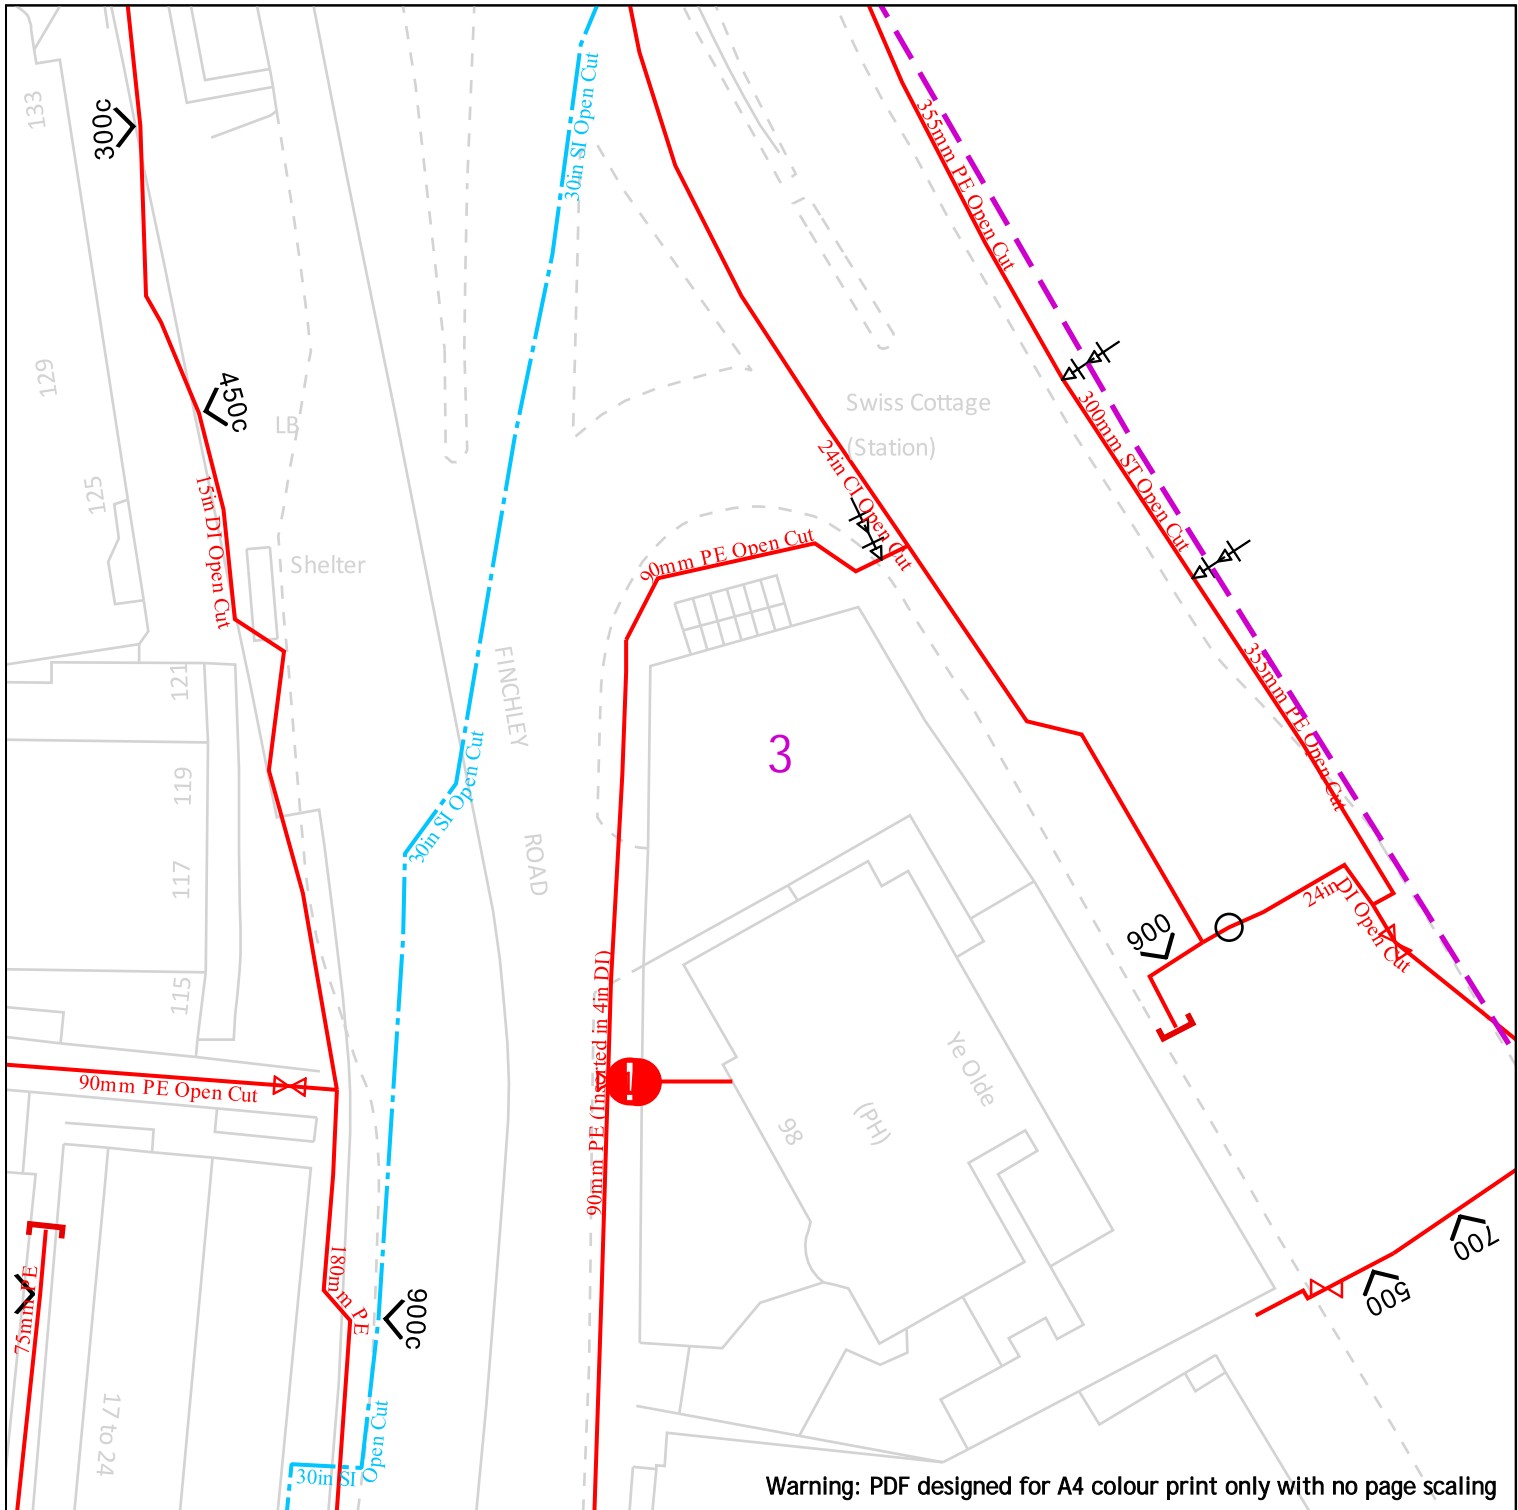 133
300c
30in SI Open Cut
355mm PE Open Cut
129
450c
LB
Swiss Cottage
(Station)
300mm ST Open Cut
24in CI Open Cut
125
15in DI Open Cut
Shelter
90mm PE Open Cut
FINCHLEY
ROAD
121
355mm PE Open Cut
3
119
30in SI Open Cut
117
24in
DI Open Cut
900
115
90mm PE (Inserted in 4in DI)
!
Ye Olde
(PH)
98
90mm PE Open Cut
75mm PE
180mm PE
900c
700
500
17 to 24
Open Cut
30in SI
Warning: PDF designed for A4 colour print only with no page scaling